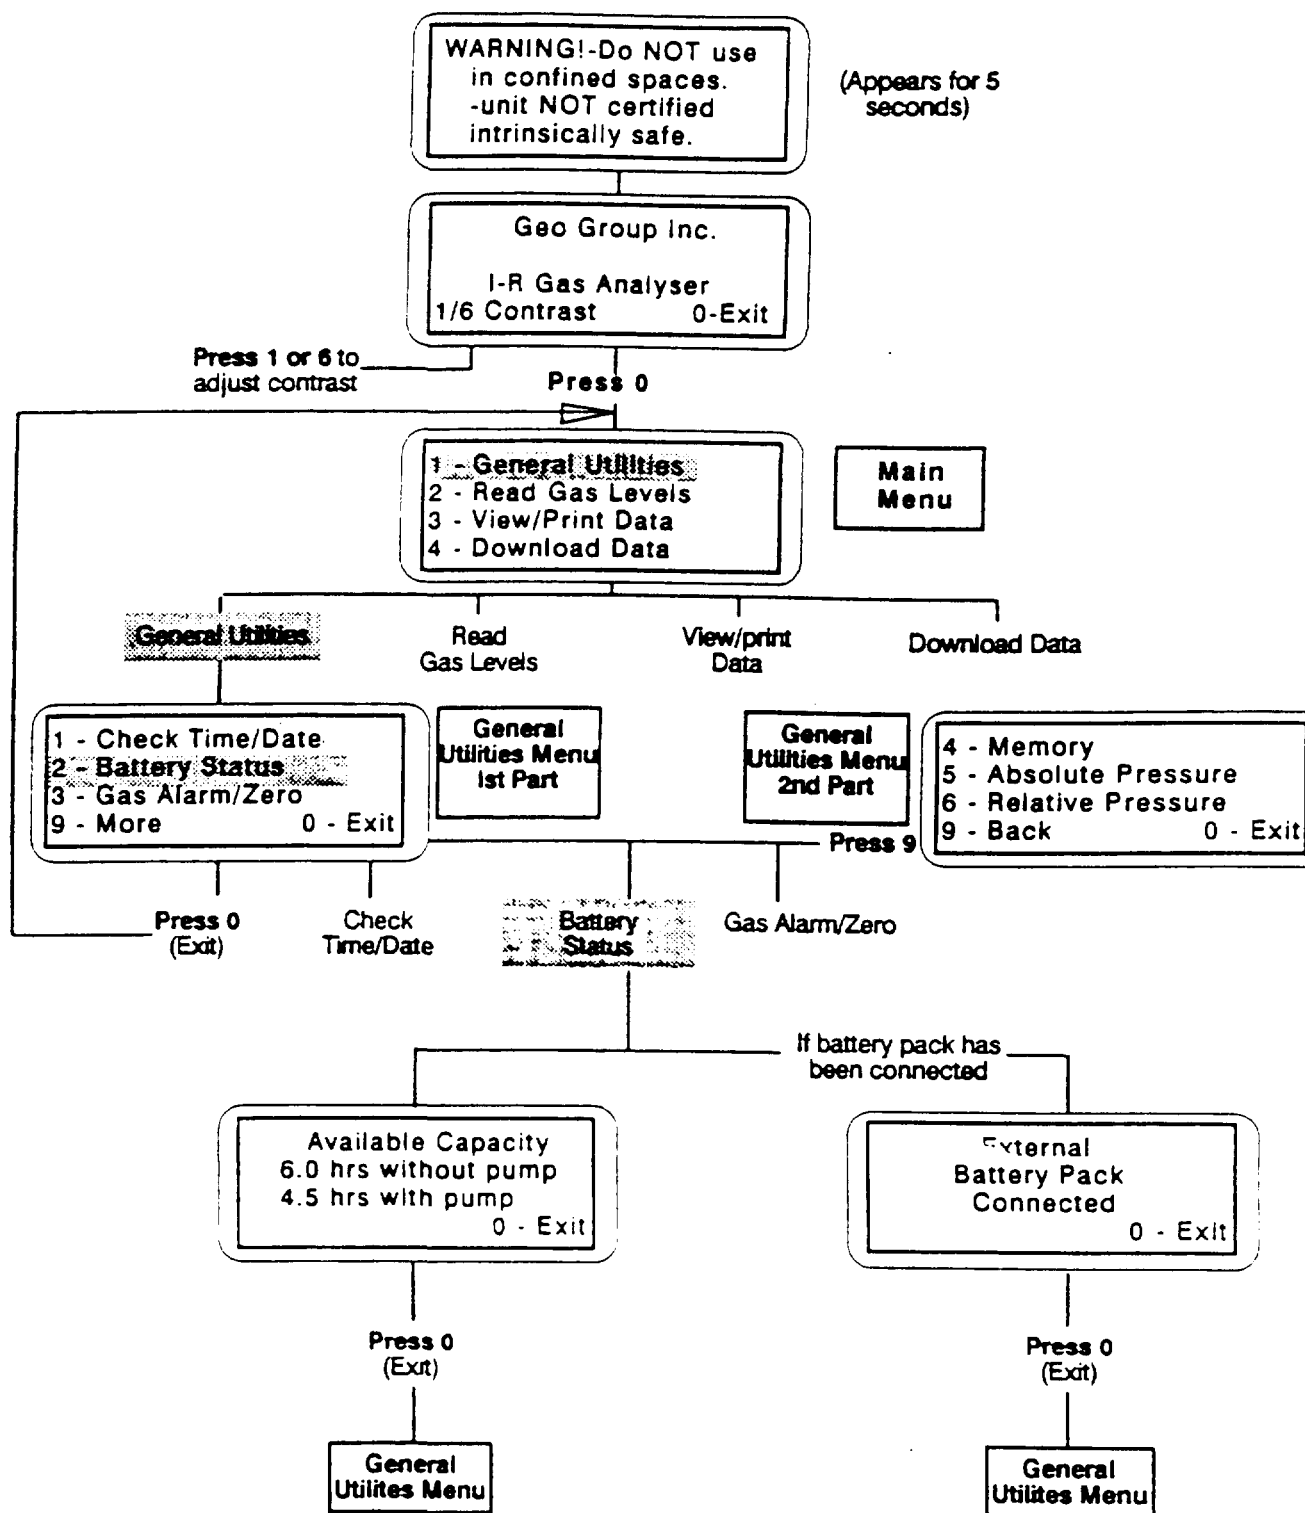 WARNING!-Do NOT use
in confined spaces.
-unit NOT certified
intrinsically safe.
(Appears for 5
seconds)
Geo Group Inc.
I-R Gas Analyser
1/6 Contrast 0-Exit
Press 1 or 6 to
adjust contrast
Press 0
1 - General Utilities
2 - Read Gas Levels
3 - View/Print Data
4 - Download Data
Main
Menu
General Utilities
Read
Gas Levels
View/print
Data
Download Data
1 - Check Time/Date
2 - Battery Status
3 - Gas Alarm/Zero
9 - More 0 - Exit
General
Utilities Menu
Ist Part
General
Utilities Menu
2nd Part
4 - Memory
5 - Absolute Pressure
6 - Relative Pressure
9 - Back 0 - Exit
Press 9
Press 0
(Exit)
Check
Time/Date
Battery
Status
Gas Alarm/Zero
If battery pack has
been connected
Available Capacity
6.0 hrs without pump
4.5 hrs with pump
0 - Exit
External
Battery Pack
Connected
0 - Exit
Press 0
(Exit)
Press 0
(Exit)
General
Utilites Menu
General
Utilites Menu